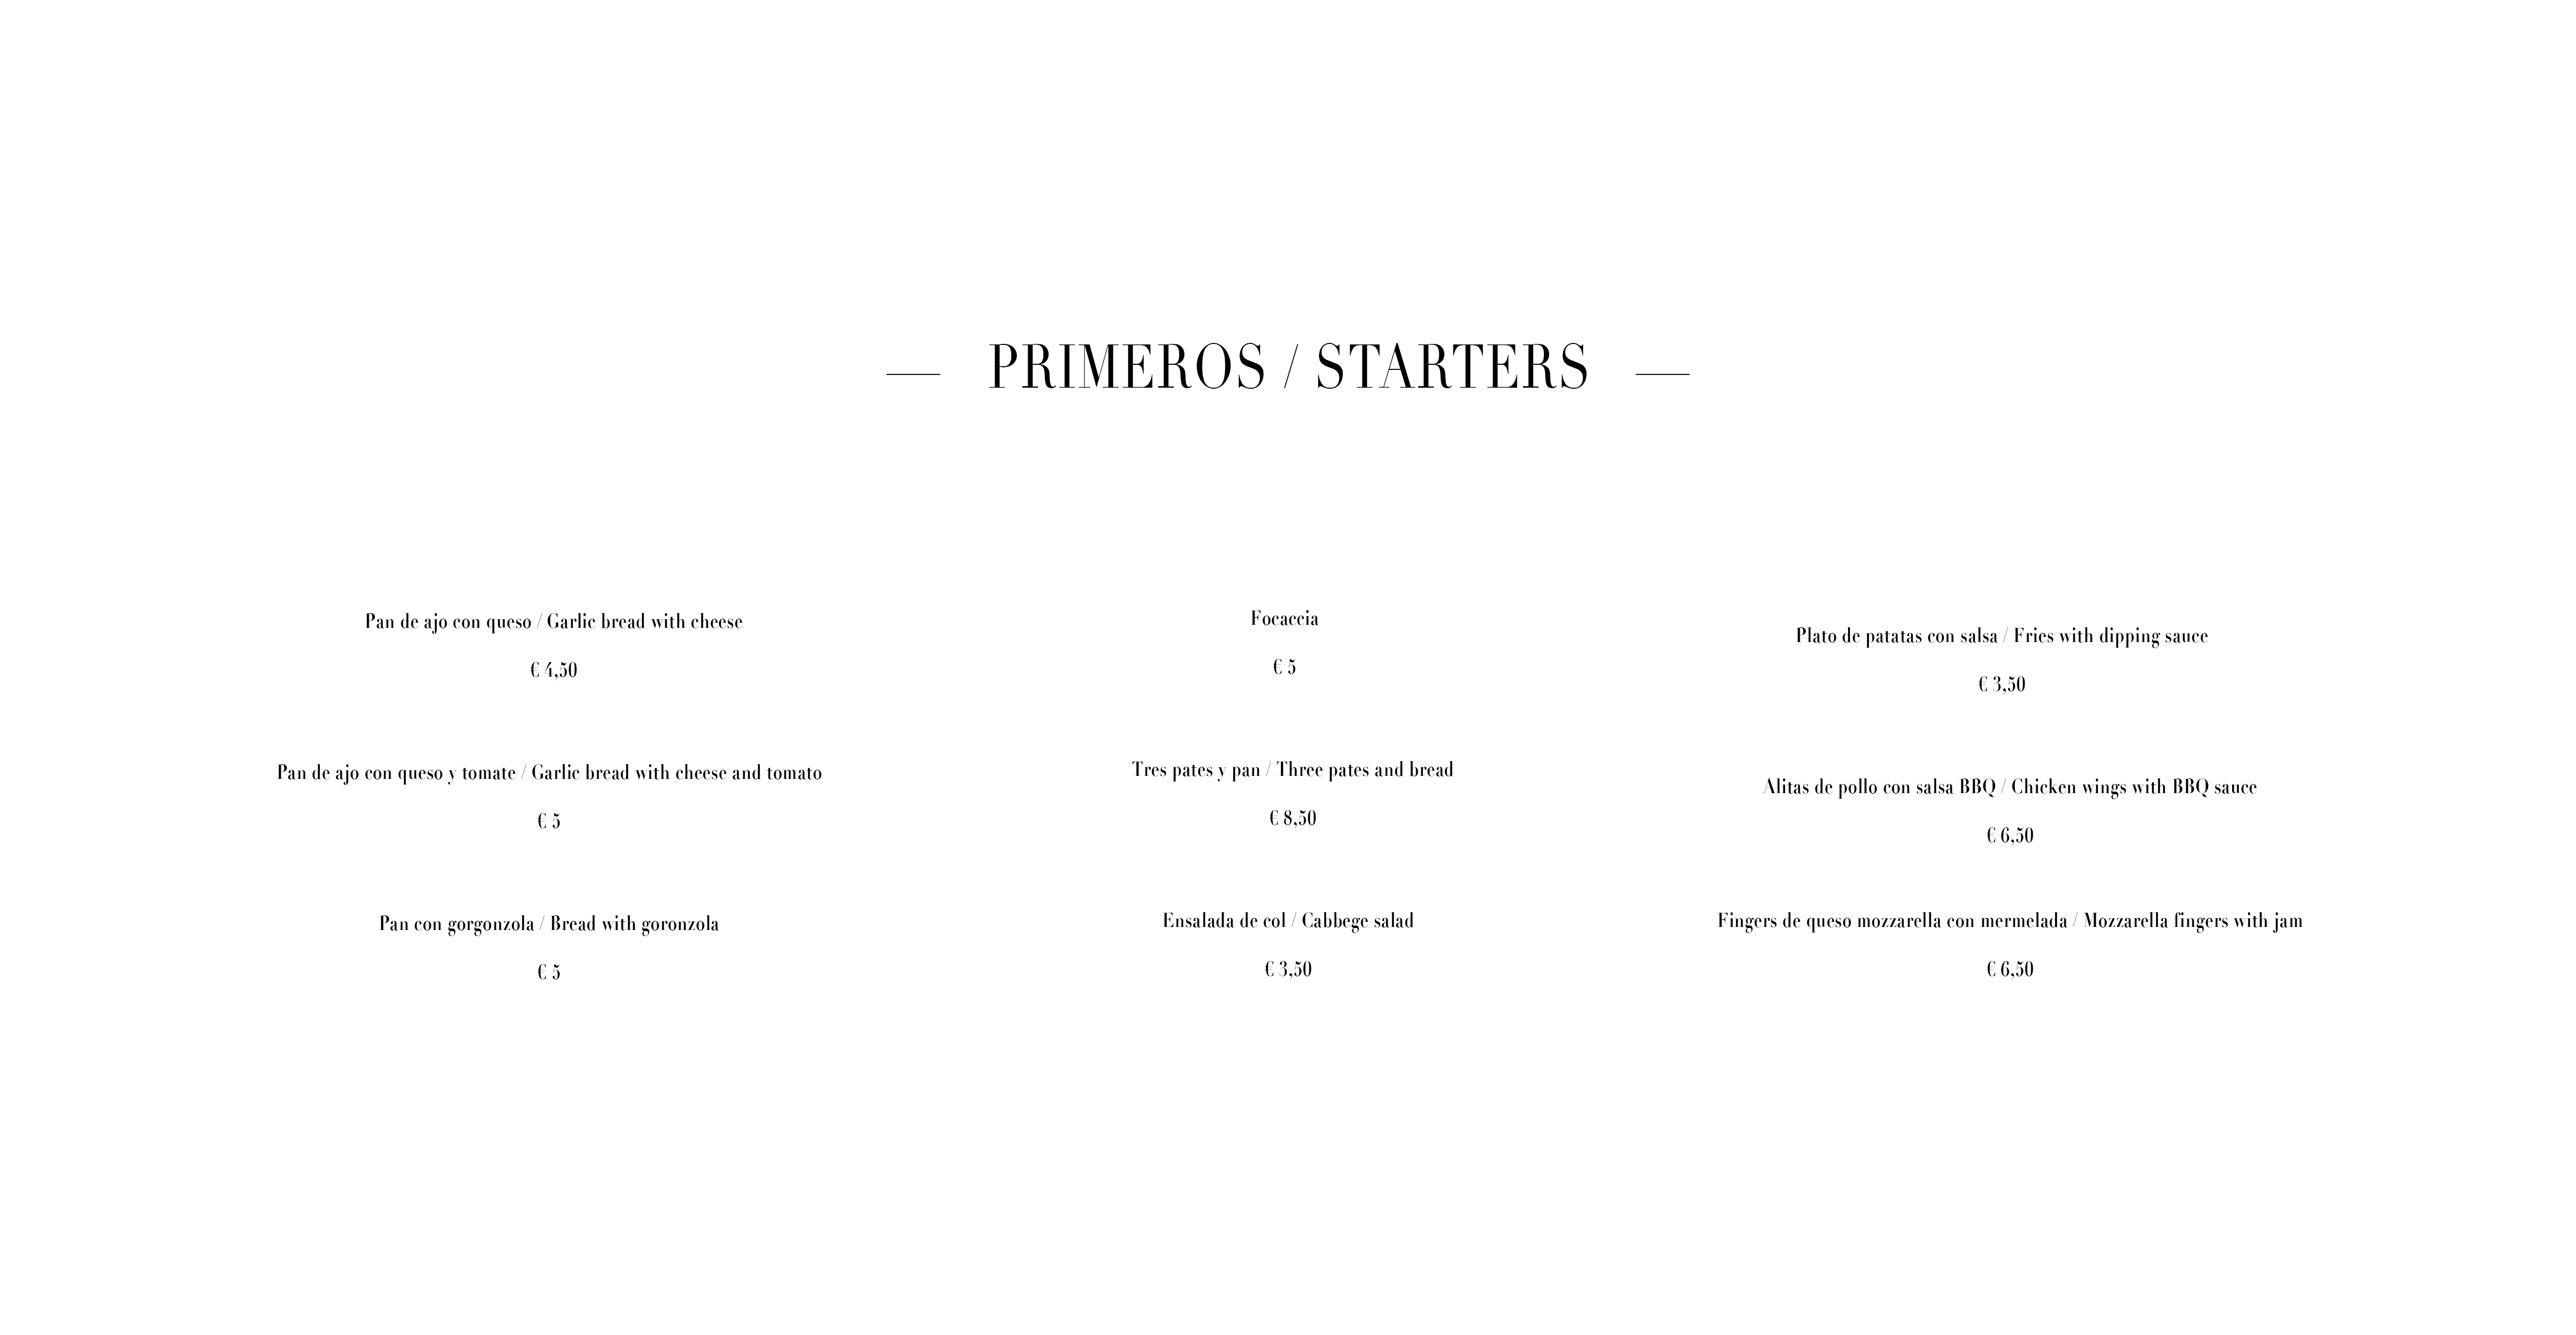 PRIMEROS / STARTERS
Pan de ajo con queso / Garlic bread with cheese
€ 4,50
Pan de ajo con queso y tomate / Garlic bread with cheese and tomato
€ 5
Pan con gorgonzola / Bread with goronzola
€ 5
Focaccia
€ 5
Tres pates y pan / Three pates and bread
€ 8,50
Ensalada de col / Cabbege salad
€ 3,50
Plato de patatas con salsa / Fries with dipping sauce
€ 3,50
Alitas de pollo con salsa BBQ / Chicken wings with BBQ sauce
€ 6,50
Fingers de queso mozzarella con mermelada / Mozzarella fingers with jam
€ 6,50